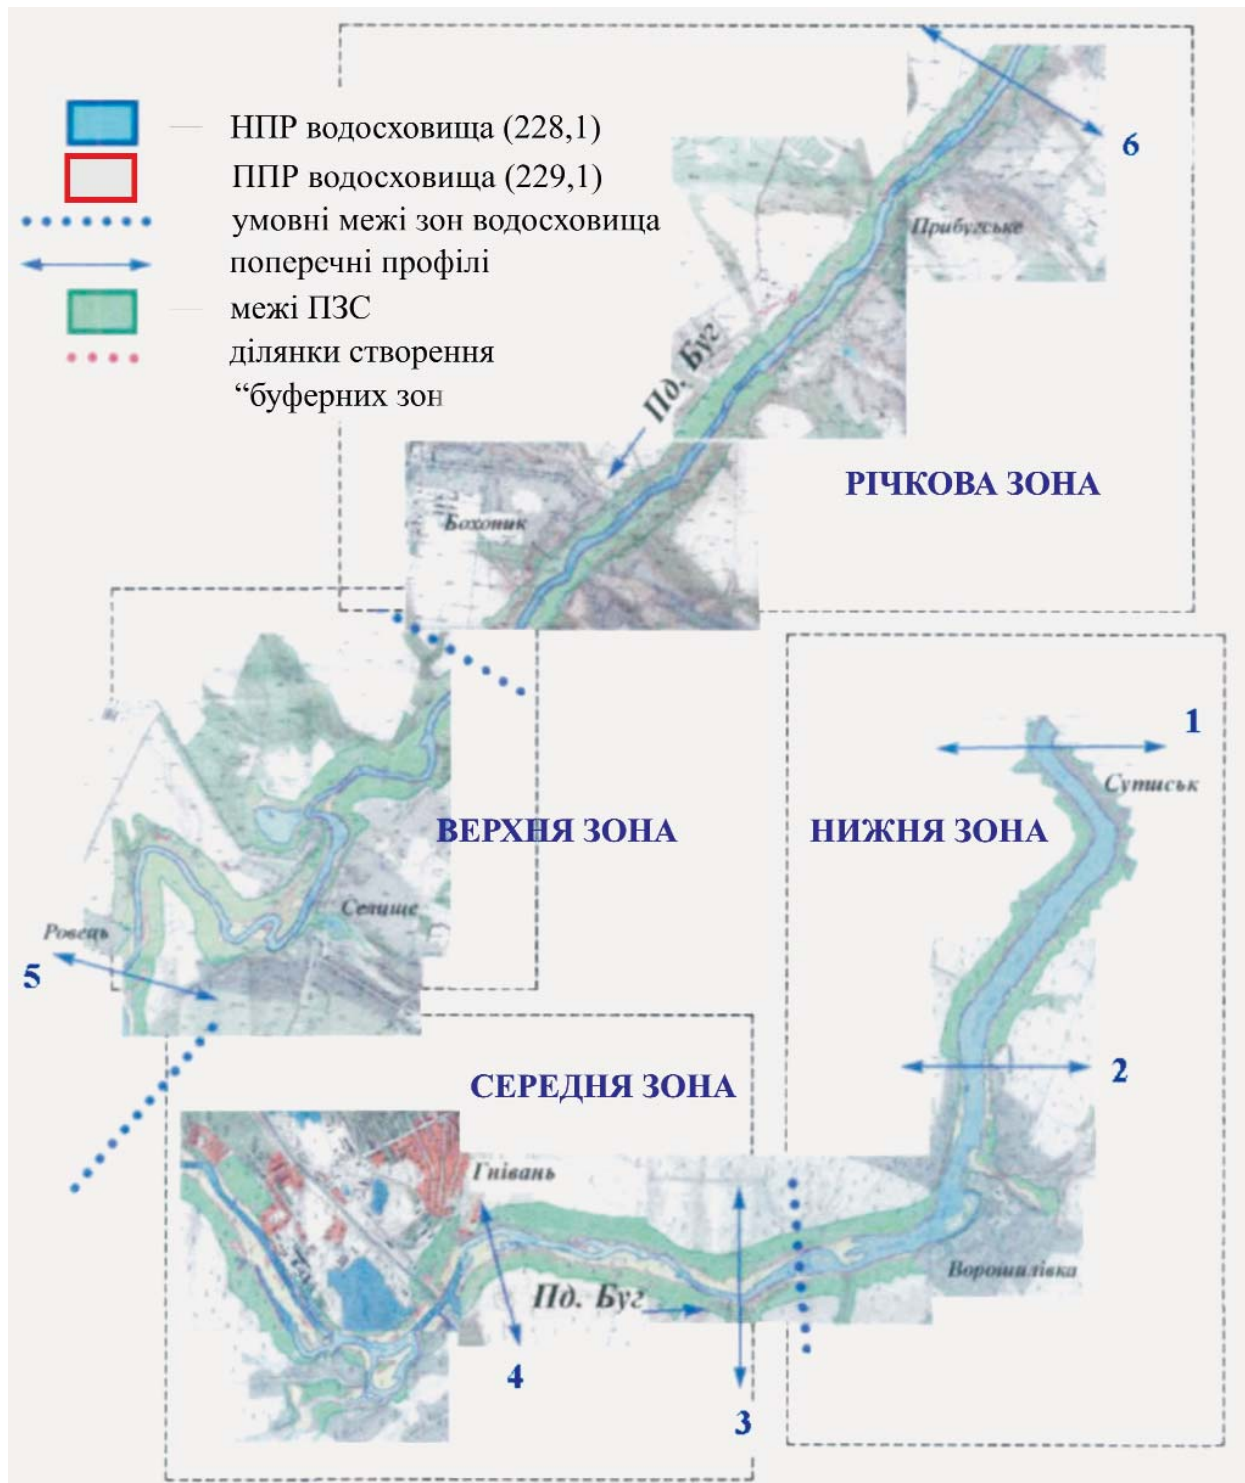 НПР водосховища (228,1)
ППР водосховища (229,1)
умовні межі зон водосховища
поперечні профілі
межі ПЗС
ділянки створення
“буферних зон
6
Прибузське
Пд. Буг
РІЧКОВА ЗОНА
Бохоник
1
Сутиськ
ВЕРХНЯ ЗОНА
НИЖНЯ ЗОНА
Селище
Ровець
5
2
СЕРЕДНЯ ЗОНА
Гнівань
Ворошилівка
Пд. Буг
4
3